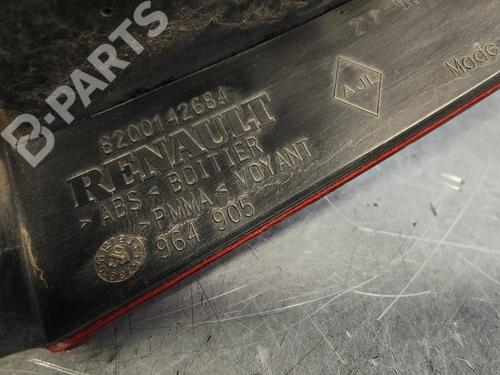 B-PARTS
8200142684
RENAULT
> ABS < BOITIER
> PMMA < VOYANT
964 905
AJL
Made